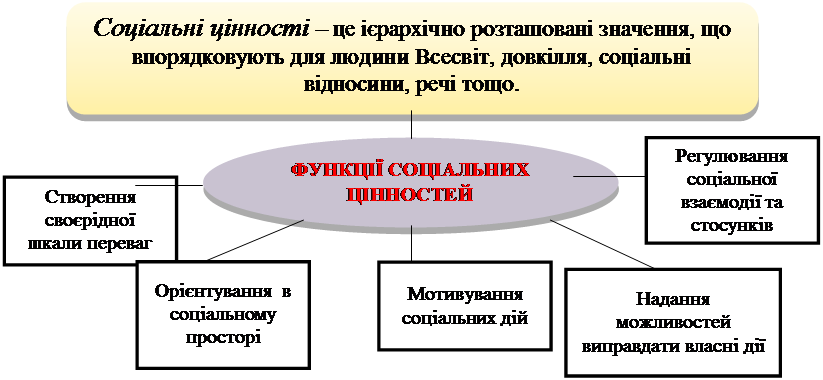 Соціальні цінності – це ієрархічно розташовані значення, що
впорядковують для людини Всесвіт, довкілля, соціальні
відносини, речі тощо.
ФУНКЦІЇ СОЦІАЛЬНИХ
ЦІННОСТЕЙ
Створення
своєрідної
шкали переваг
Орієнтування в
соціальному
просторі
Мотивування
соціальних дій
Надання
можливостей
виправдати власні дії
Регулювання
соціальної
взаємодії та
стосунків